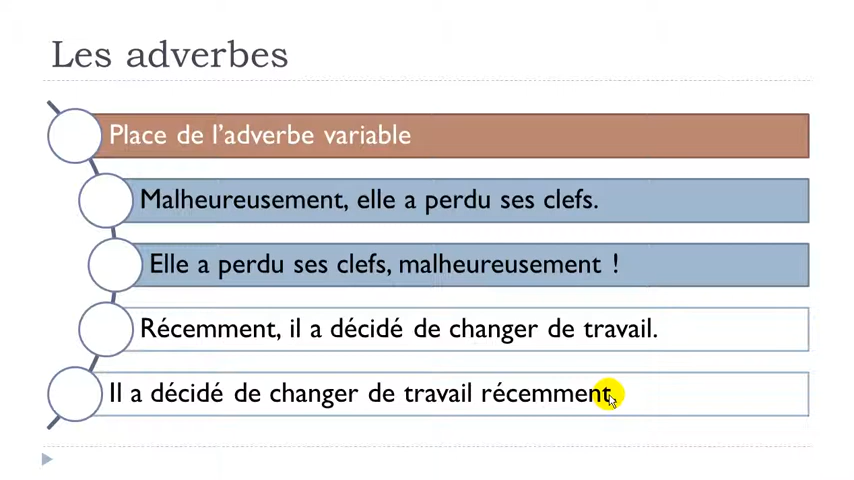 Les adverbes
Place de l'adverbe variable
Malheureusement, elle a perdu ses clefs.
Elle a perdu ses clefs, malheureusement !
Récemment, il a décidé de changer de travail.
Il a décidé de changer de travail récemment.